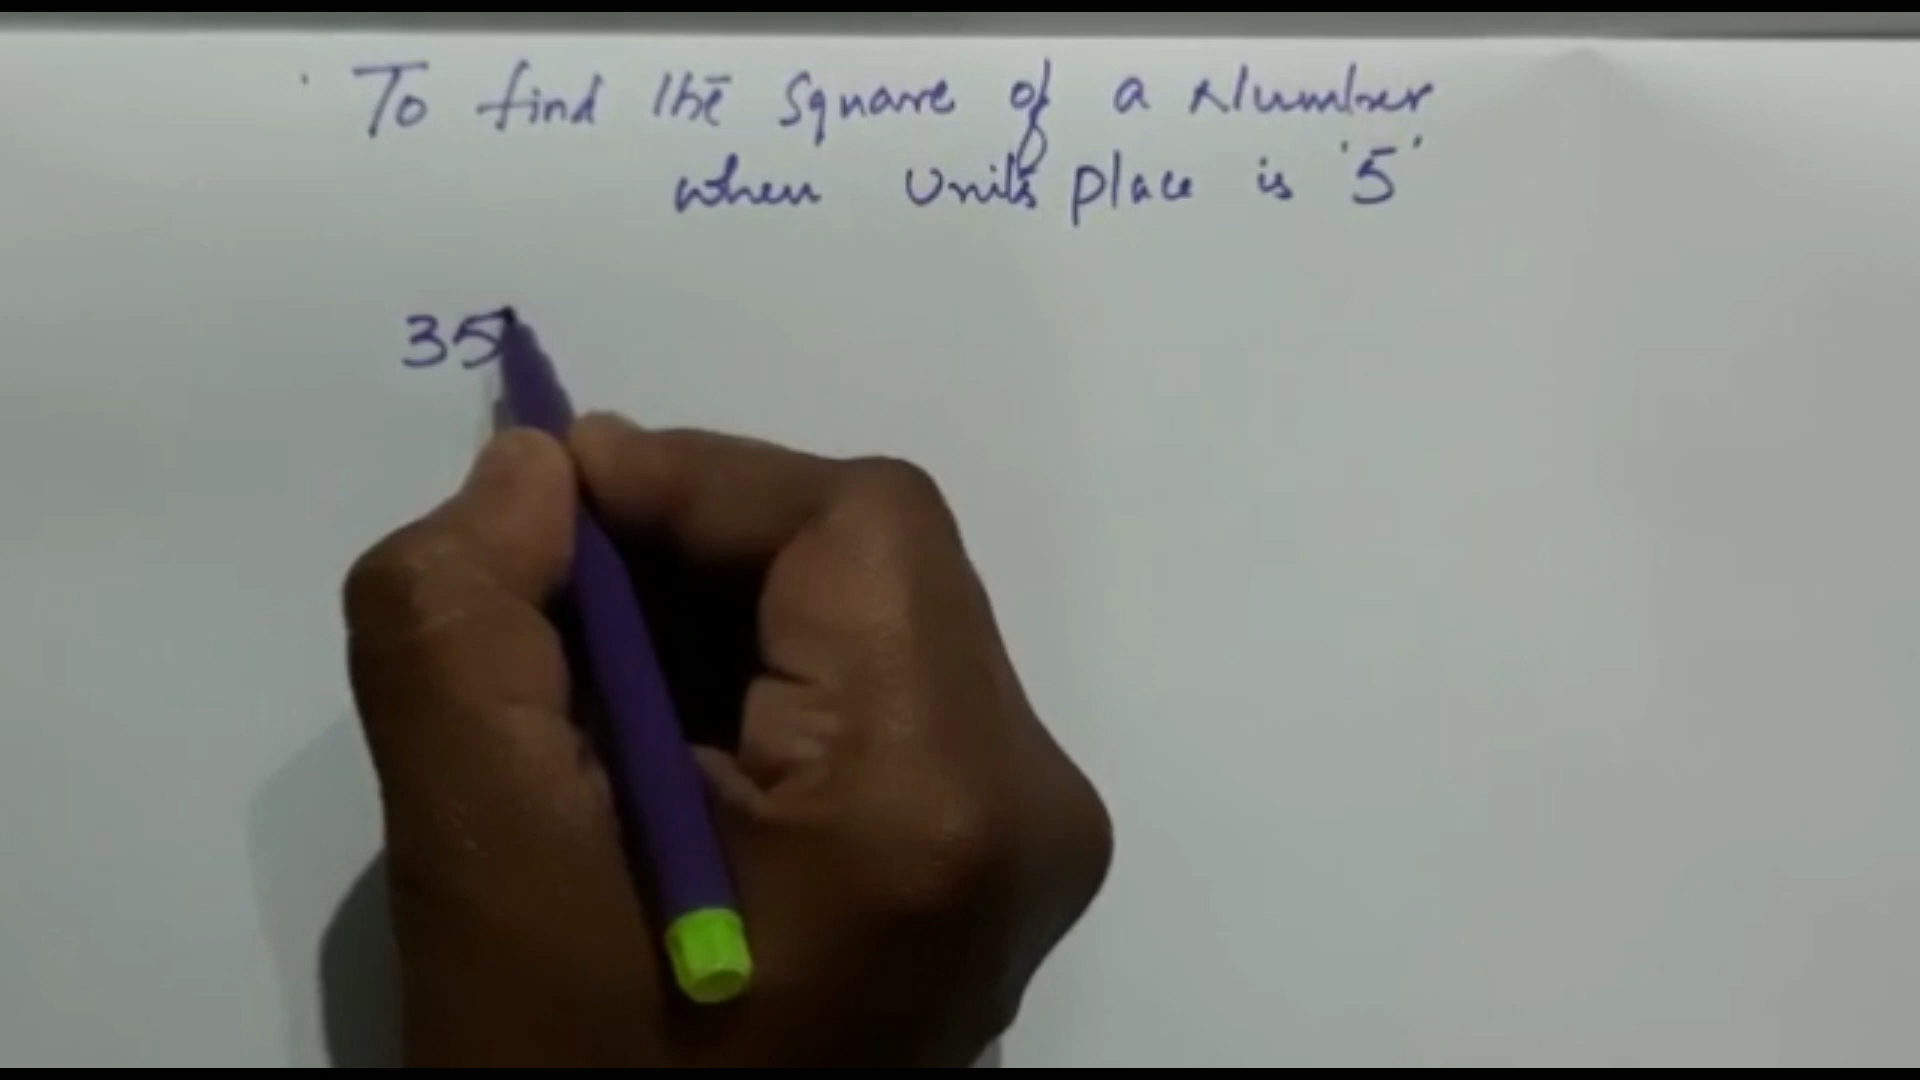 To find the Square of a Number
when Units place is '5'
35